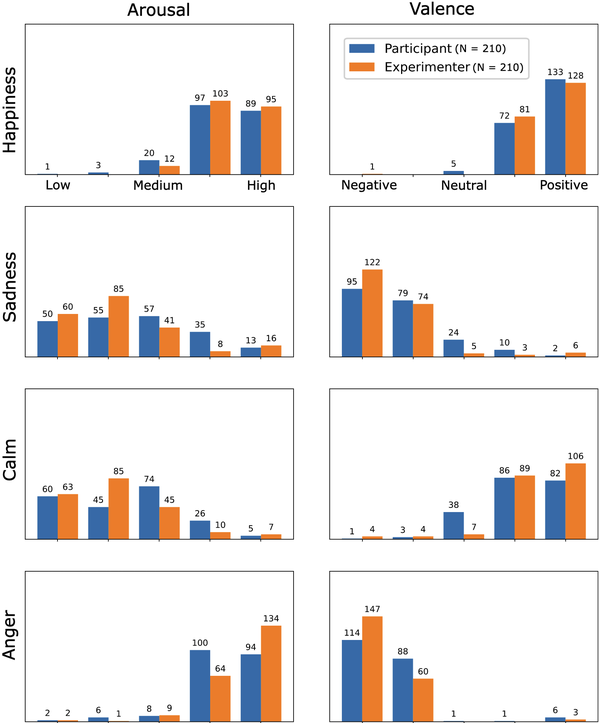 Arousal Valence
Happiness
Participant (N = 210)
Experimenter (N = 210)
1 3 20 12 97 103 89 95
1 5 72 81 133 128
Low Medium High
Negative Neutral Positive
Sadness
50 60 55 85 57 41 35 8 13 16
95 122 79 74 24 5 10 3 2 6
Calm
60 63 45 85 74 45 26 10 5 7
1 4 3 4 38 7 86 89 82 106
Anger
2 2 6 1 8 9 100 64 94 134
114 147 88 60 1 1 6 3